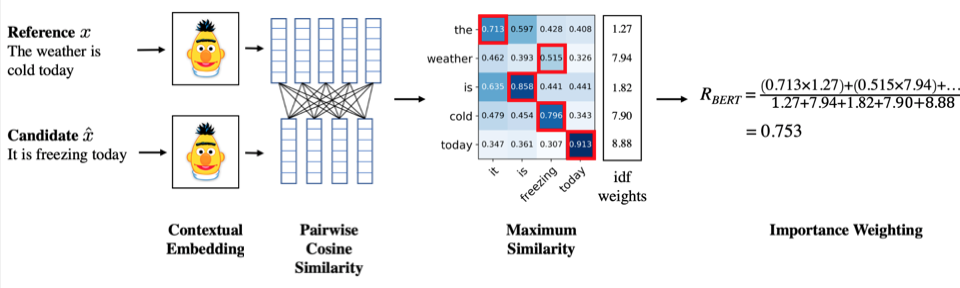 Reference x
The weather is
cold today
Candidate x̂
It is freezing today
Contextual
Embedding
Pairwise
Cosine
Similarity
the 0.713 0.597 0.428 0.408 1.27
weather 0.462 0.393 0.515 0.326 7.94
is 0.635 0.858 0.441 0.441 1.82
cold 0.479 0.454 0.796 0.343 7.90
today 0.347 0.361 0.307 0.913 8.88
it is freezing today
idf
weights
Maximum
Similarity
R_BERT = (0.713×1.27)+(0.515×7.94)+...
1.27+7.94+1.82+7.90+8.88
= 0.753
Importance Weighting